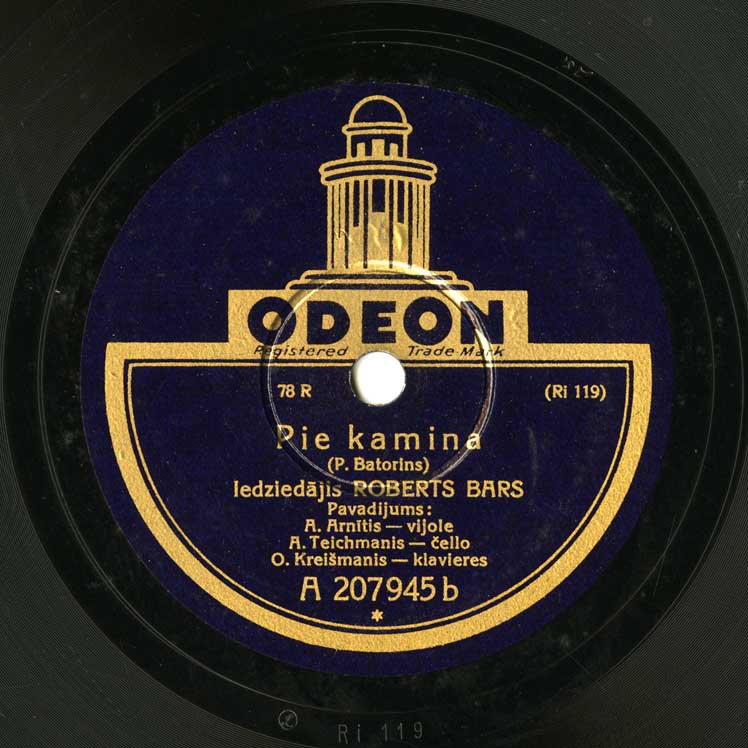 ODEON
Registered Trade-Mark
78 R (Ri 119)
Pie kamina
(P. Batorins)
Iedziedājis ROBERTS BARS
Pavadijums:
A. Arnītis — vijole
A. Teichmanis — čello
O. Kreišmanis — klavieres
A 207945 b
*
Ri 119